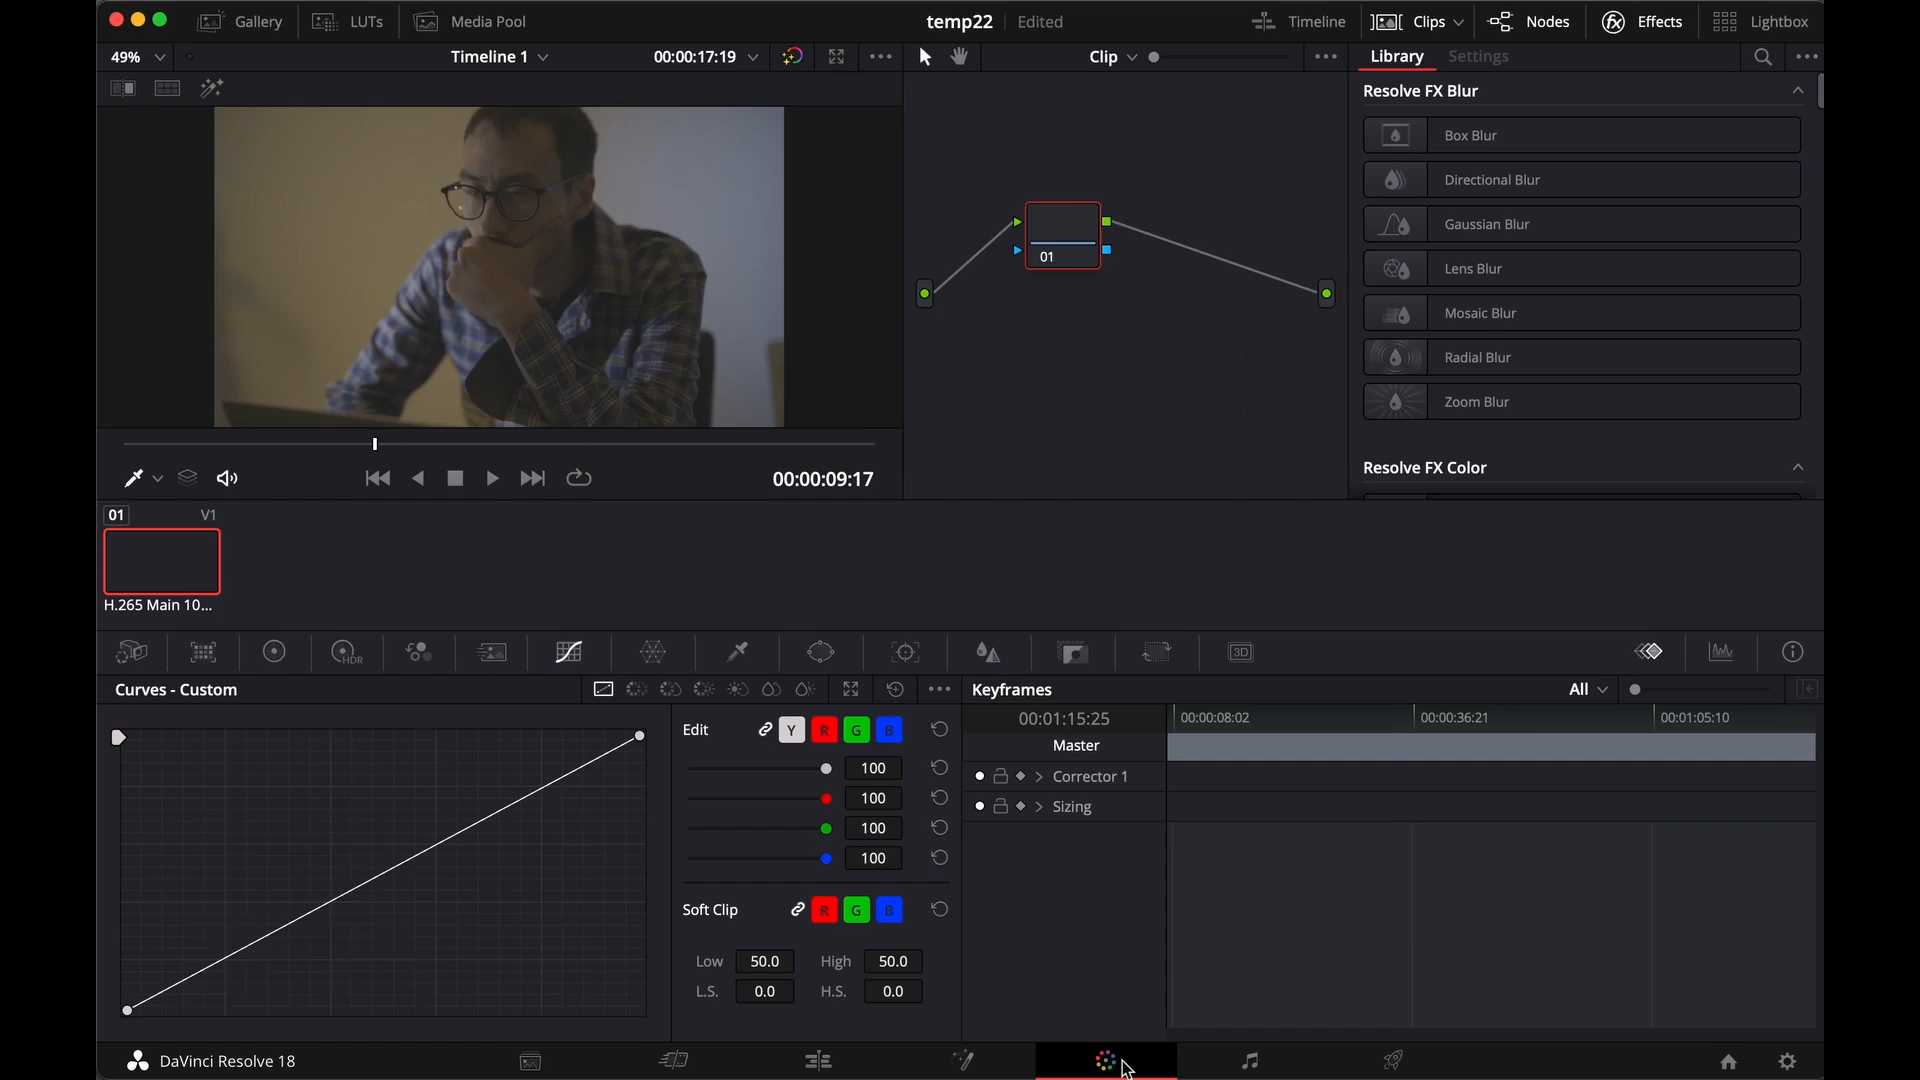 Gallery LUTs Media Pool temp22 Edited Timeline Clips Nodes Effects Lightbox
49% Timeline 1 00:00:17:19 Clip Library Settings
Resolve FX Blur
Box Blur
Directional Blur
Gaussian Blur
Lens Blur
Mosaic Blur
Radial Blur
Zoom Blur
Resolve FX Color
01
00:00:09:17
01 V1
H.265 Main 10...
HDR
3D
Curves - Custom
Edit Y R G B
100
100
100
100
Soft Clip R G B
Low 50.0 High 50.0
L.S. 0.0 H.S. 0.0
Keyframes All
00:01:15:25 00:00:08:02 00:00:36:21 00:01:05:10
Master
Corrector 1
Sizing
DaVinci Resolve 18